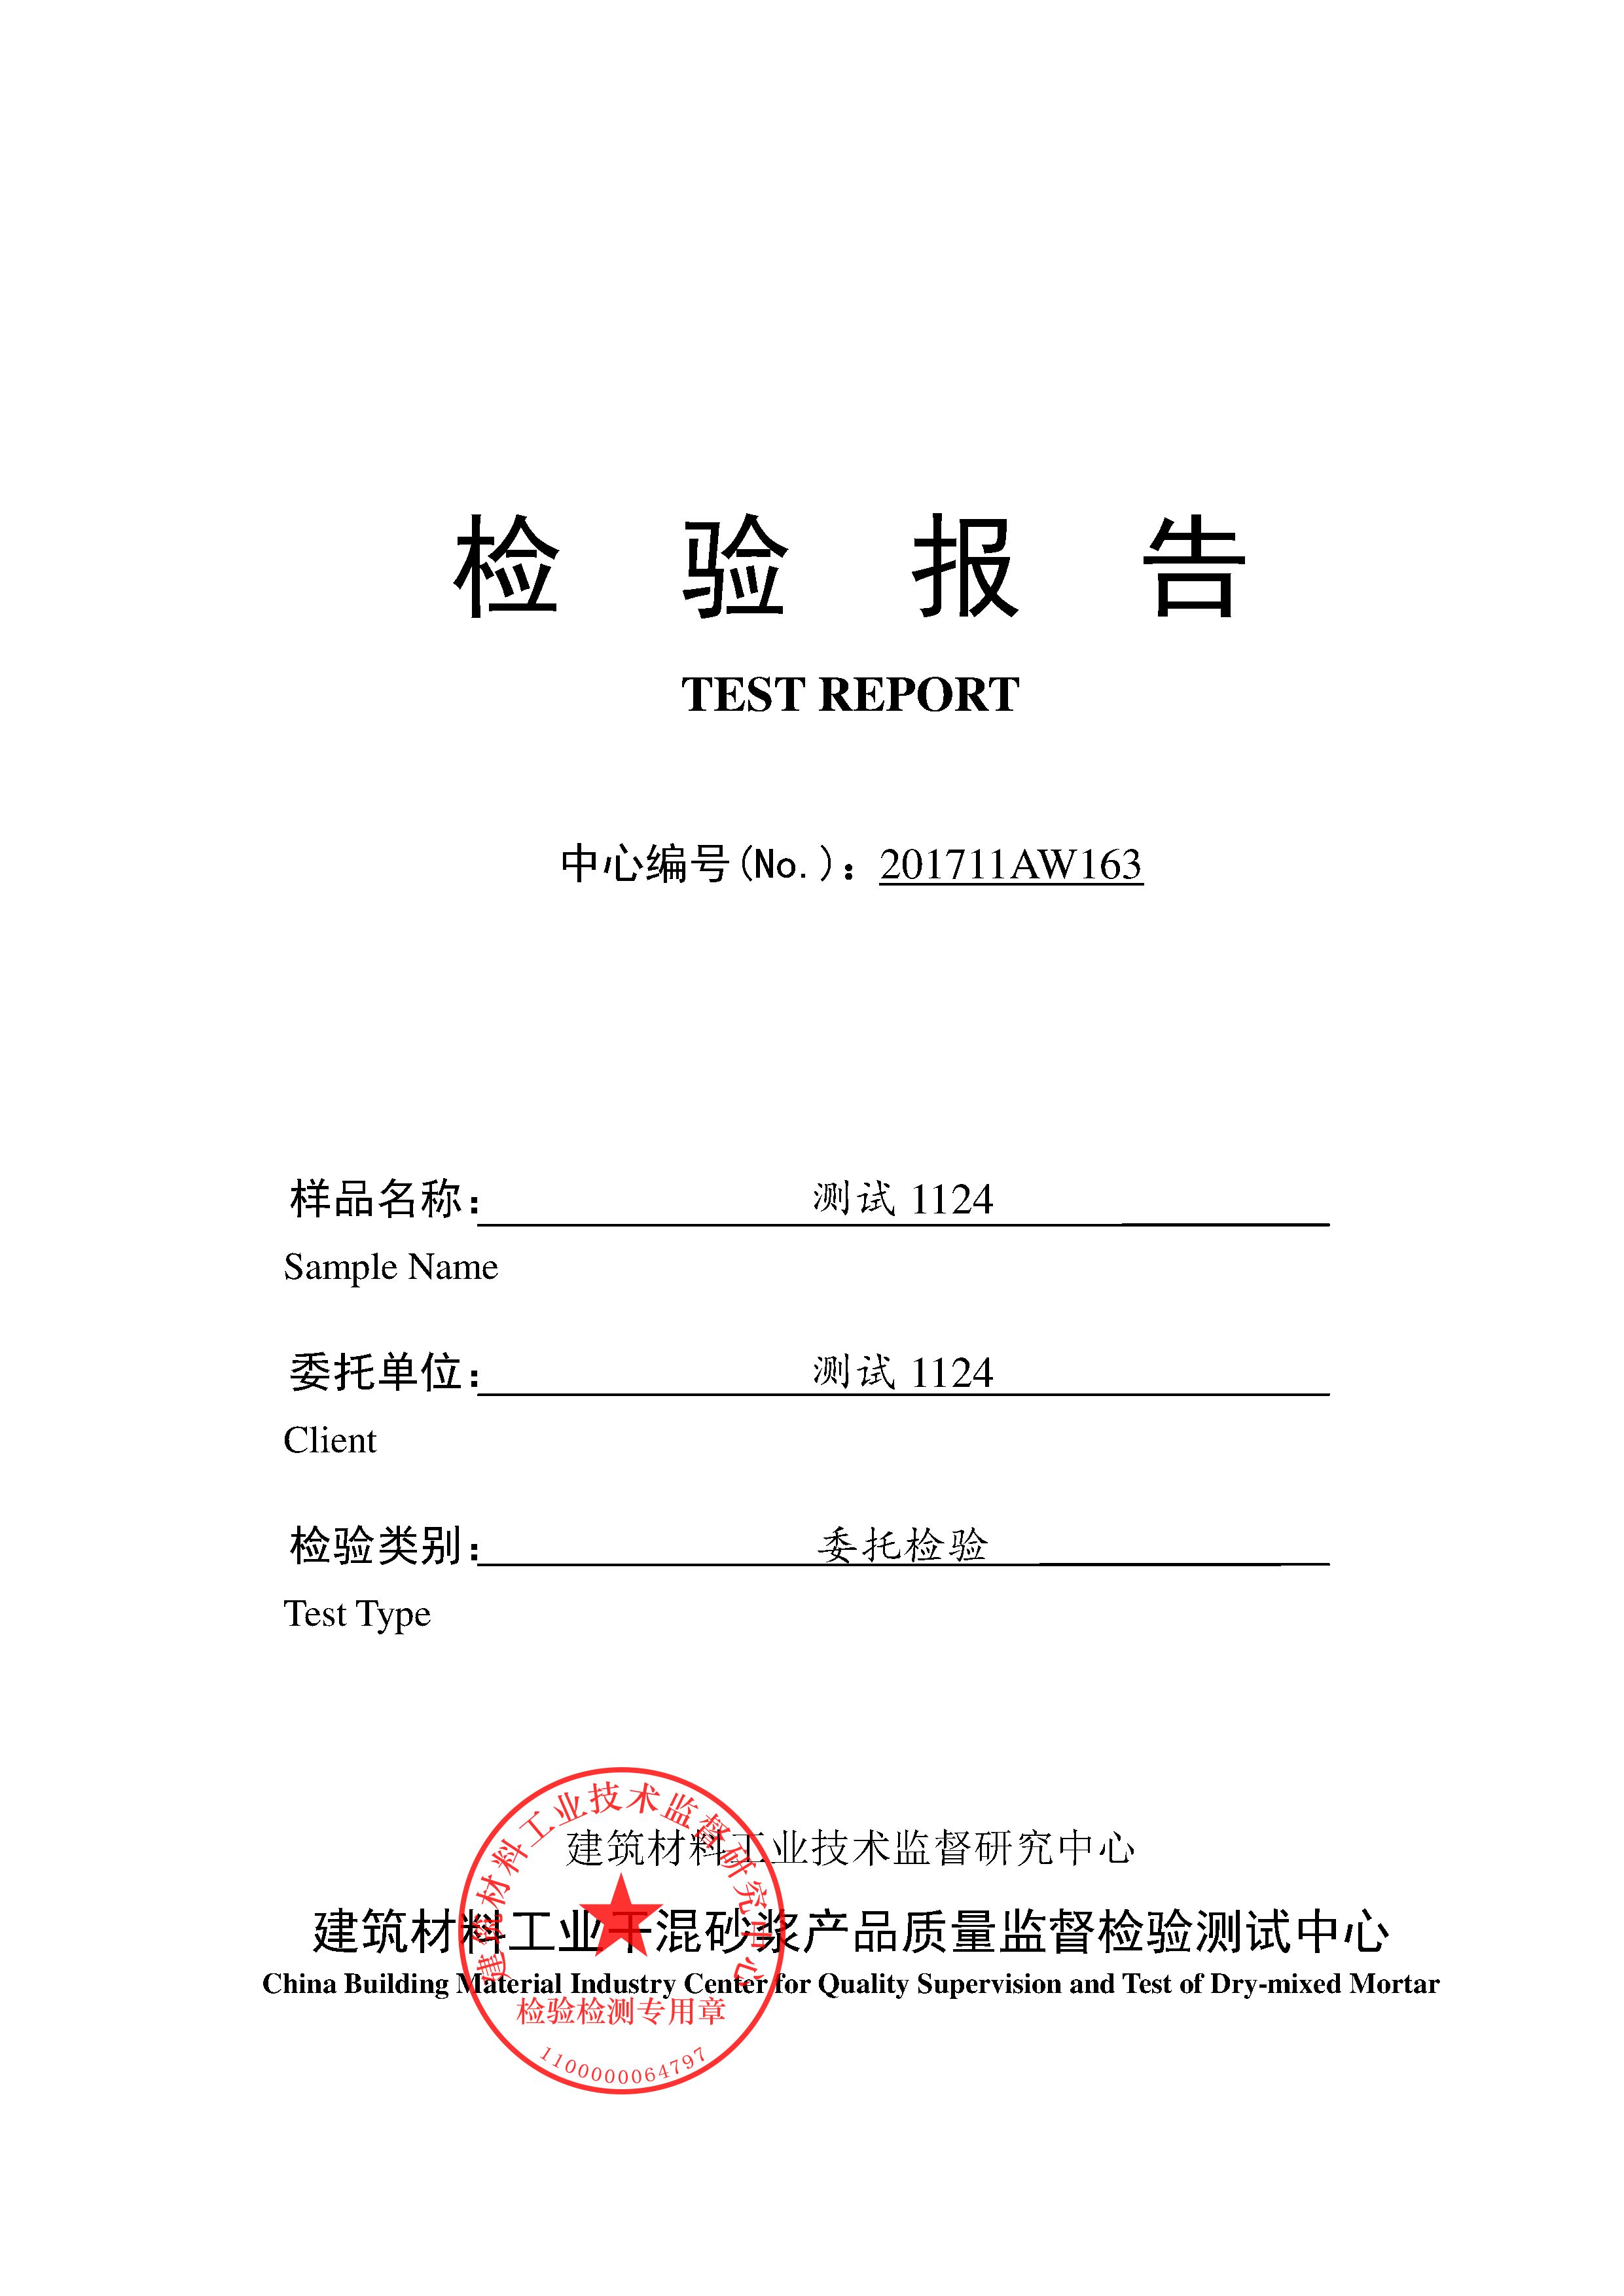 检 验 报 告
TEST REPORT
中心编号(No.)：201711AW163
样品名称： 测试 1124
Sample Name
委托单位： 测试 1124
Client
检验类别： 委托检验
Test Type
建筑材料工业技术监督研究中心
建筑材料工业干混砂浆产品质量监督检验测试中心
China Building Material Industry Center for Quality Supervision and Test of Dry-mixed Mortar
建筑材料工业技术监督研究中心
检验检测专用章
1100000064797